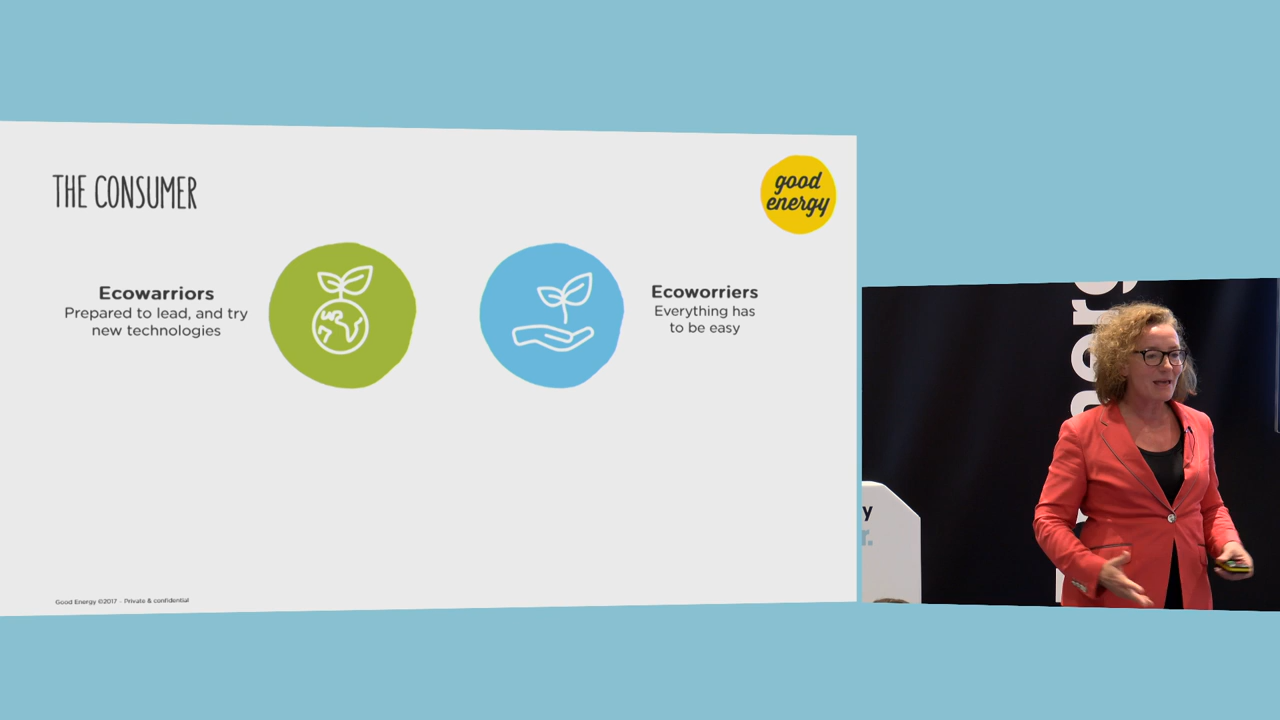 THE CONSUMER
good
energy
Ecowarriors
Prepared to lead, and try
new technologies
Ecoworriers
Everything has
to be easy
Good Energy ©2017 - Private & confidential